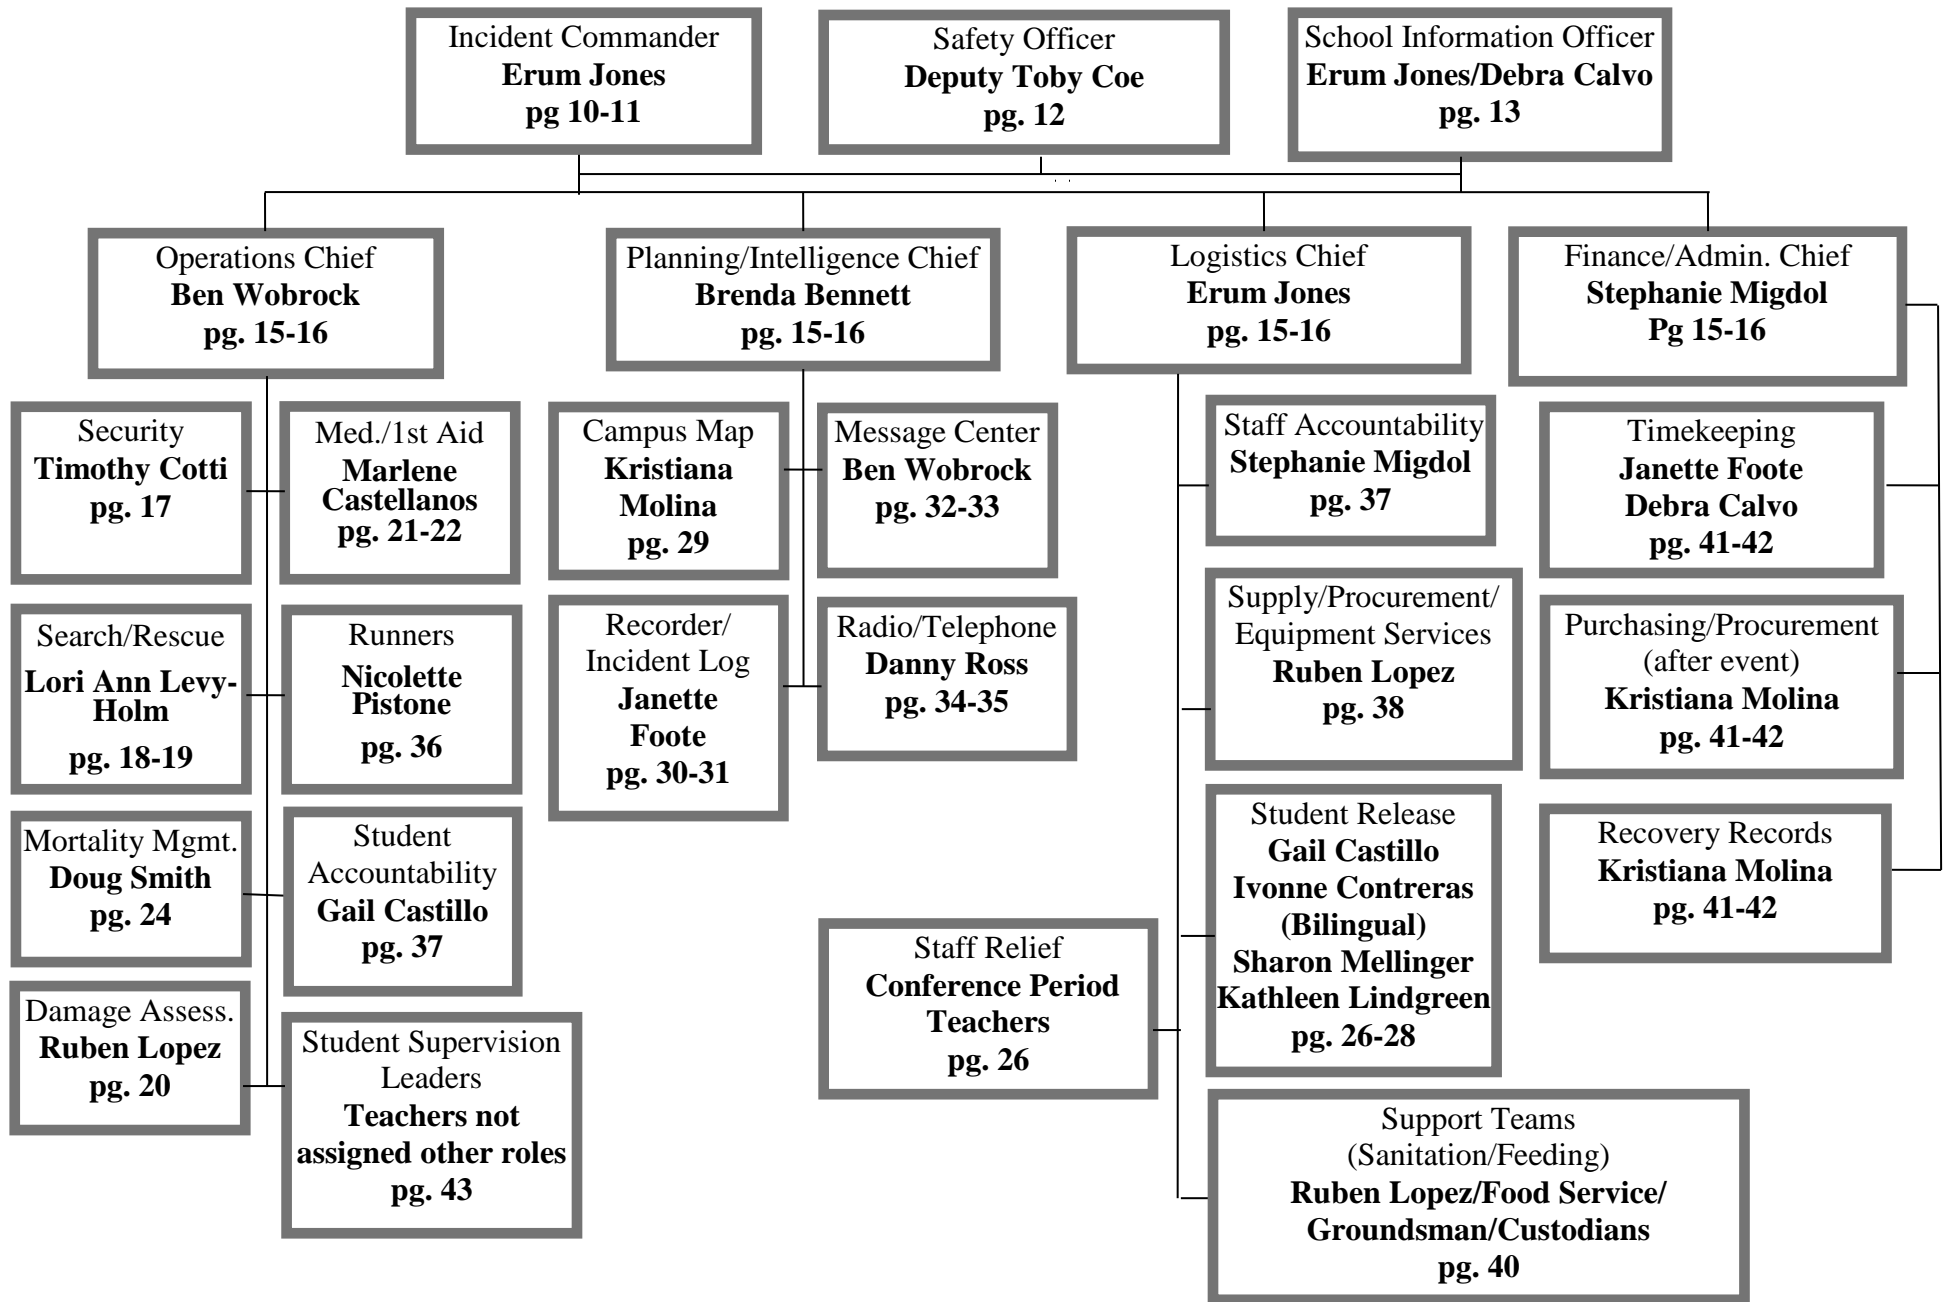 Incident Commander
Erum Jones
pg 10-11
Safety Officer
Deputy Toby Coe
pg. 12
School Information Officer
Erum Jones/Debra Calvo
pg. 13
Operations Chief
Ben Wobrock
pg. 15-16
Planning/Intelligence Chief
Brenda Bennett
pg. 15-16
Logistics Chief
Erum Jones
pg. 15-16
Finance/Admin. Chief
Stephanie Migdol
Pg 15-16
Security
Timothy Cotti
pg. 17
Med./1st Aid
Marlene
Castellanos
pg. 21-22
Campus Map
Kristiana
Molina
pg. 29
Message Center
Ben Wobrock
pg. 32-33
Staff Accountability
Stephanie Migdol
pg. 37
Timekeeping
Janette Foote
Debra Calvo
pg. 41-42
Search/Rescue
Lori Ann Levy-
Holm
pg. 18-19
Runners
Nicolette
Pistone
pg. 36
Recorder/
Incident Log
Janette
Foote
pg. 30-31
Radio/Telephone
Danny Ross
pg. 34-35
Supply/Procurement/
Equipment Services
Ruben Lopez
pg. 38
Purchasing/Procurement
(after event)
Kristiana Molina
pg. 41-42
Mortality Mgmt.
Doug Smith
pg. 24
Student
Accountability
Gail Castillo
pg. 37
Student Release
Gail Castillo
Ivonne Contreras
(Bilingual)
Sharon Mellinger
Kathleen Lindgreen
pg. 26-28
Recovery Records
Kristiana Molina
pg. 41-42
Staff Relief
Conference Period
Teachers
pg. 26
Damage Assess.
Ruben Lopez
pg. 20
Student Supervision
Leaders
Teachers not
assigned other roles
pg. 43
Support Teams
(Sanitation/Feeding)
Ruben Lopez/Food Service/
Groundsman/Custodians
pg. 40